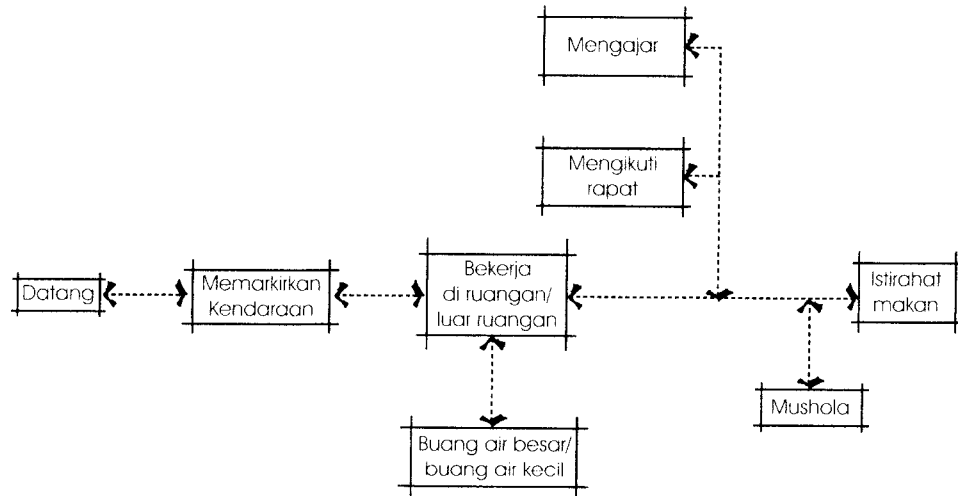 Mengajar
Mengikuti
rapat
Datang
Memarkirkan
Kendaraan
Bekerja
di ruangan/
luar ruangan
Istirahat
makan
Mushola
Buang air besar/
buang air kecil